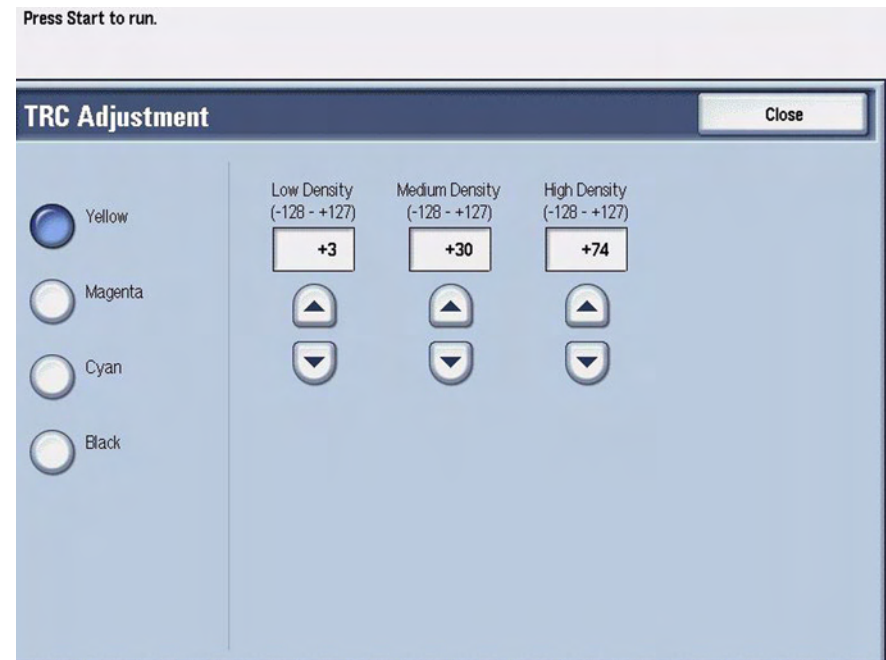 Press Start to run.
TRC Adjustment
Close
Yellow
Magenta
Cyan
Black
Low Density
(-128 - +127)
+3
Medium Density
(-128 - +127)
+30
High Density
(-128 - +127)
+74